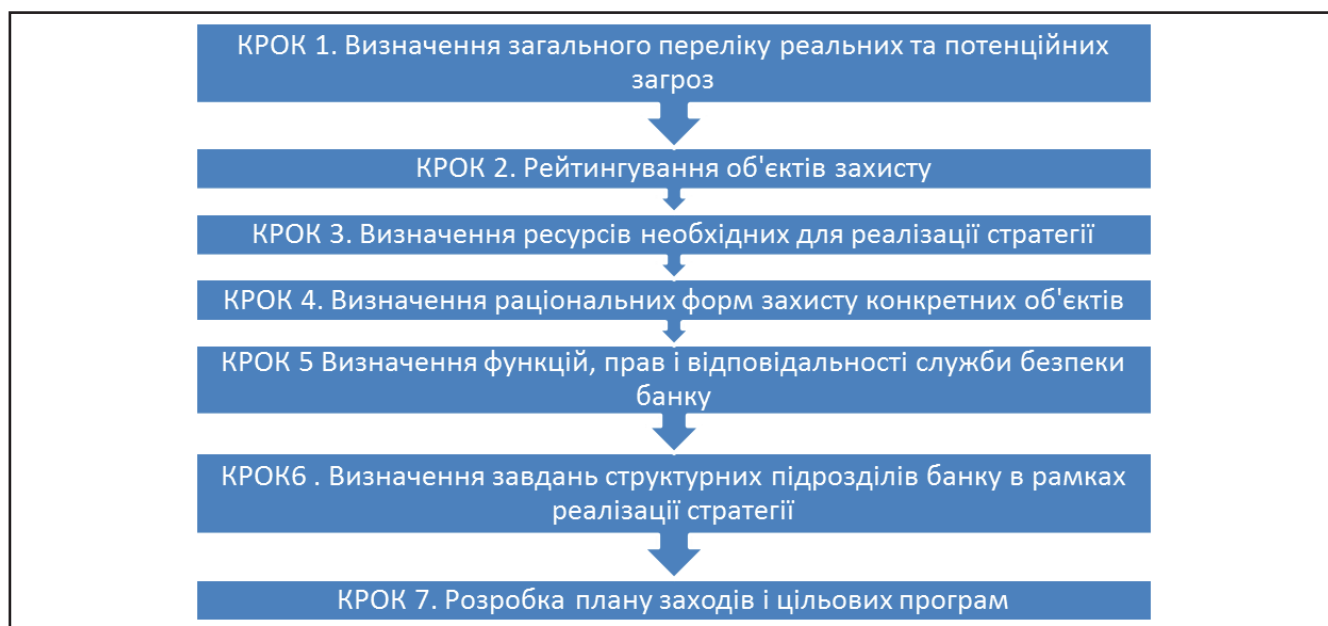 КРОК 1. Визначення загального переліку реальних та потенційних
загроз
КРОК 2. Рейтингування об'єктів захисту
КРОК 3. Визначення ресурсів необхідних для реалізації стратегії
КРОК 4. Визначення раціональних форм захисту конкретних об'єктів
КРОК 5 Визначення функцій, прав і відповідальності служби безпеки
банку
КРОК6 . Визначення завдань структурних підрозділів банку в рамках
реалізації стратегії
КРОК 7. Розробка плану заходів і цільових програм